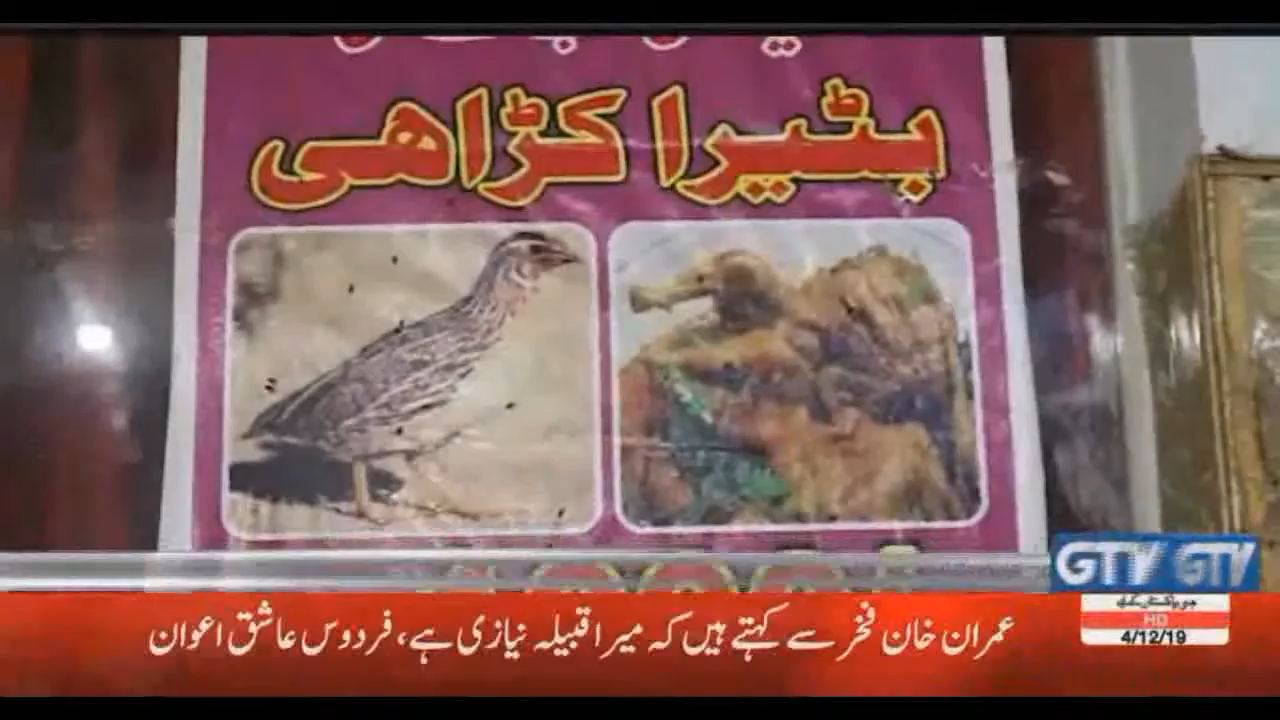 بٹیرا کڑاھی
GTV GTV
HD
4/12/19
عمران خان فخر سے کہتے ہیں کہ میرا قبیلہ نیازی ہے، فردوس عاشق اعوان